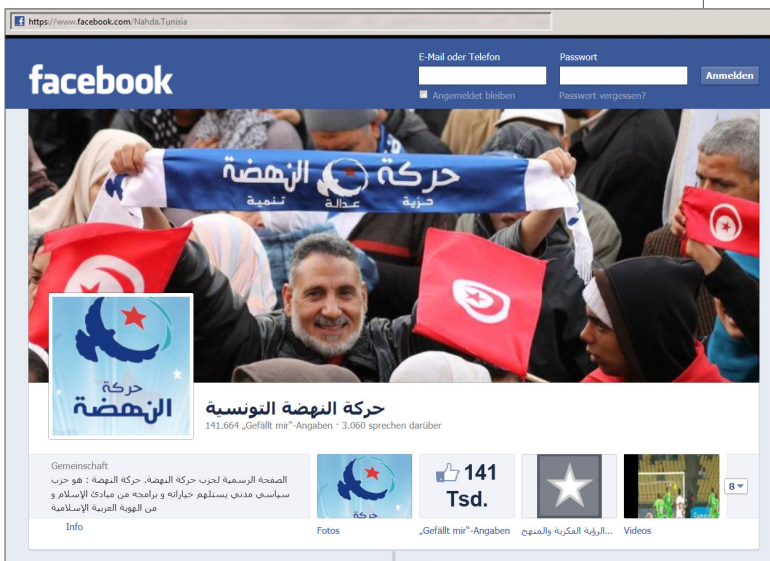 https://www.facebook.com/Nahda.Tunisia
facebook
E-Mail oder Telefon
Passwort
Anmelden
Angemeldet bleiben
Passwort vergessen?
حركة النهضة
حرية عدالة تنمية
حركة
النهضة
حركة النهضة التونسية
141.664 „Gefällt mir“-Angaben · 3.060 sprechen darüber
Gemeinschaft
الصفحة الرسمية لحزب حركة النهضة. حركة النهضة : هو حزب
سياسي مدني يستلهم خياراته و برامجه من مبادئ الإسلام و
من الهوية العربية الإسلامية
Info
حركة
Fotos
141
Tsd.
„Gefällt mir“-Angaben
الرؤية الفكرية والمنهج...
Videos
8